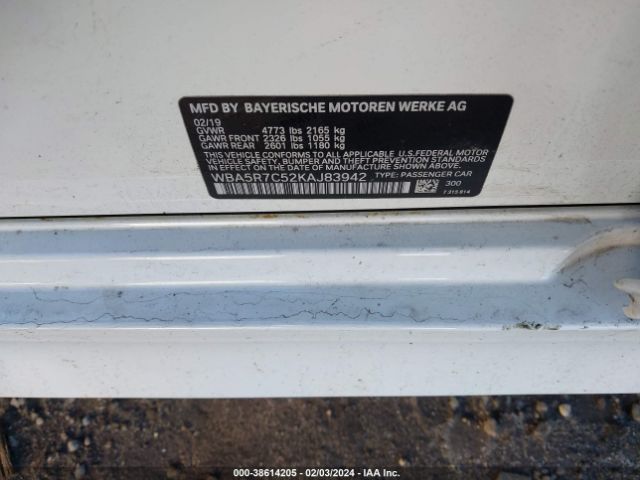 MFD BY BAYERISCHE MOTOREN WERKE AG
02/19
GVWR 4773 lbs 2165 kg
GAWR FRONT 2326 lbs 1055 kg
GAWR REAR 2601 lbs 1180 kg
THIS VEHICLE CONFORMS TO ALL APPLICABLE U.S.FEDERAL MOTOR
VEHICLE SAFETY, BUMPER AND THEFT PREVENTION STANDARDS
IN EFFECT ON THE DATE OF MANUFACTURE SHOWN ABOVE.
WBA5R7C52KAJ83942 TYPE: PASSENGER CAR
300
7315814
000-38614205 - 02/03/2024 - IAA Inc.